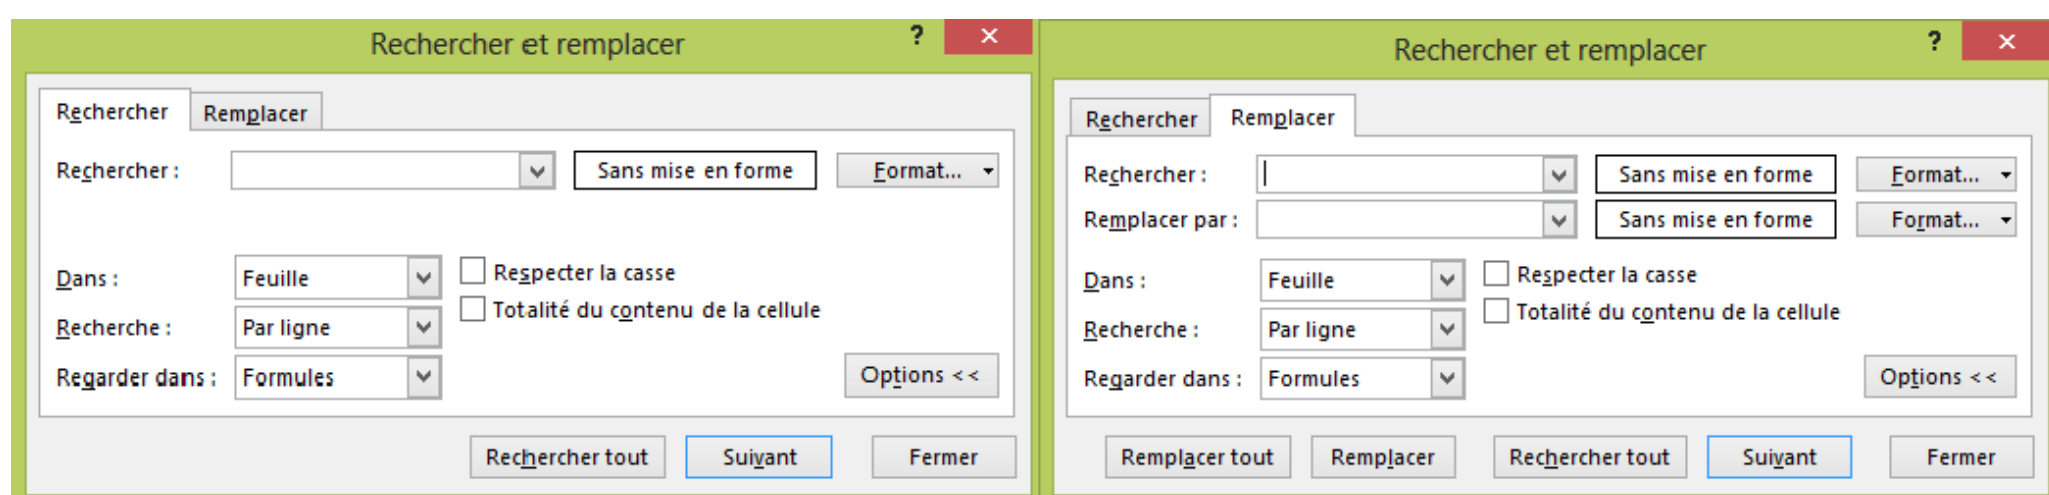 Rechercher et remplacer
?
×
Rechercher
Remplacer
Rechercher :
Sans mise en forme
Format...
Dans :
Feuille
Respecter la casse
Totalité du contenu de la cellule
Recherche :
Par ligne
Regarder dans :
Formules
Options <<
Rechercher tout
Suivant
Fermer
Rechercher et remplacer
?
×
Rechercher
Remplacer
Rechercher :
Sans mise en forme
Format...
Remplacer par :
Sans mise en forme
Format...
Dans :
Feuille
Respecter la casse
Totalité du contenu de la cellule
Recherche :
Par ligne
Regarder dans :
Formules
Options <<
Remplacer tout
Remplacer
Rechercher tout
Suivant
Fermer